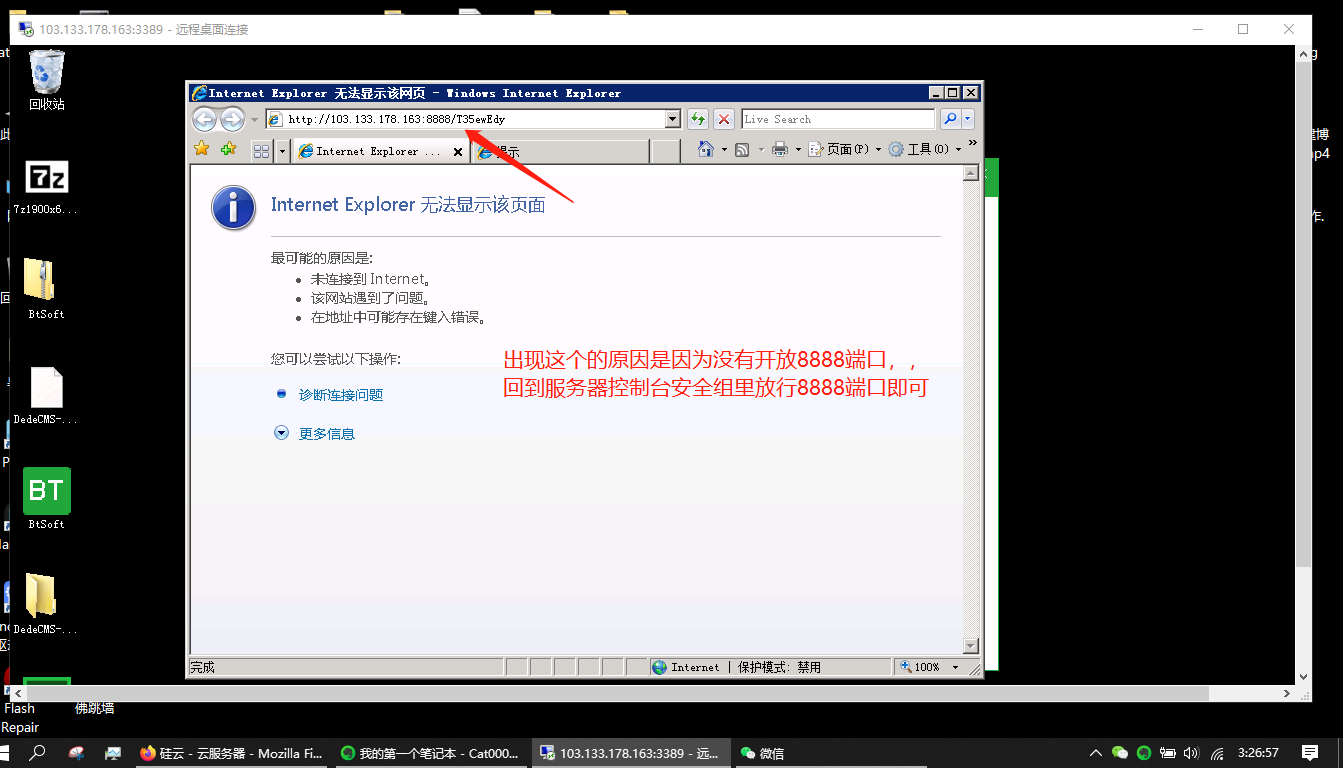 103.133.178.163:3389 - 远程桌面连接
回收站
7z1900x6...
BtSoft
DedeCMS-...
BT
BtSoft
DedeCMS-...
Internet Explorer 无法显示该网页 - Windows Internet Explorer
http://103.133.178.163:8888/T35ewEdy
Live Search
Internet Explorer ...
提示
页面(P)
工具(O)
Internet Explorer 无法显示该页面
最可能的原因是:
未连接到 Internet。
该网站遇到了问题。
在地址中可能存在键入错误。
您可以尝试以下操作:
诊断连接问题
更多信息
出现这个的原因是因为没有开放8888端口，，
回到服务器控制台安全组里放行8888端口即可
完成
Internet | 保护模式: 禁用
100%
Flash
Repair
佛跳墙
硅云 - 云服务器 - Mozilla Fi...
我的第一个笔记本 - Cat000...
103.133.178.163:3389 - 远...
微信
3:26:57